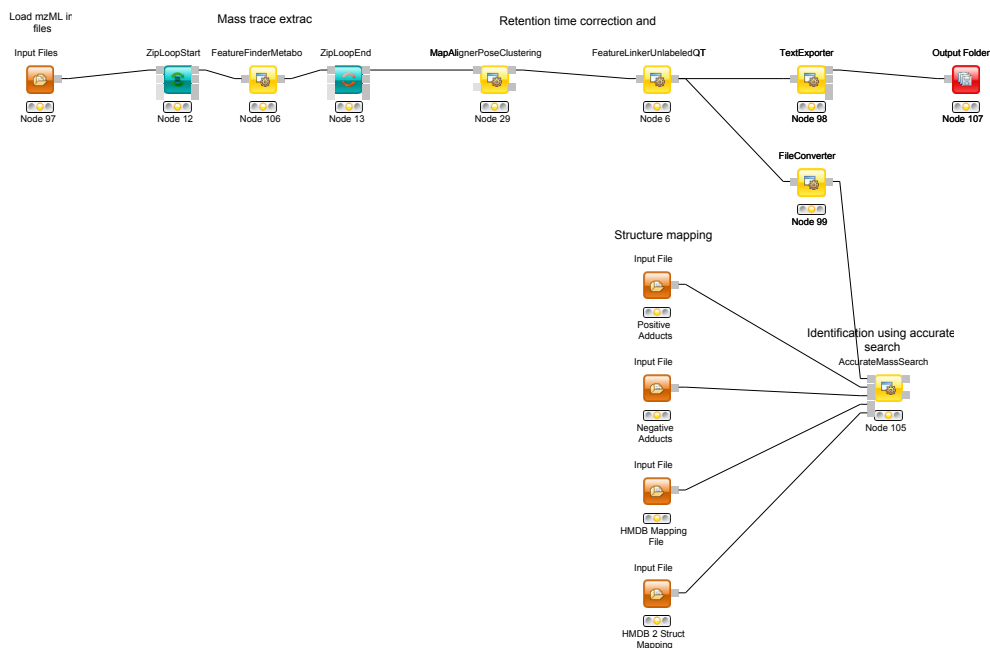 Load mzML in
files
Mass trace extrac
Retention time correction and
Input Files
ZipLoopStart
FeatureFinderMetabo
ZipLoopEnd
MapAlignerPoseClustering
FeatureLinkerUnlabeledQT
TextExporter
Output Folder
Node 97
Node 12
Node 106
Node 13
Node 29
Node 6
Node 98
Node 107
FileConverter
Node 99
Structure mapping
Input File
Positive
Adducts
Identification using accurate
search
AccurateMassSearch
Node 105
Input File
Negative
Adducts
Input File
HMDB Mapping
File
Input File
HMDB 2 Struct
Mapping